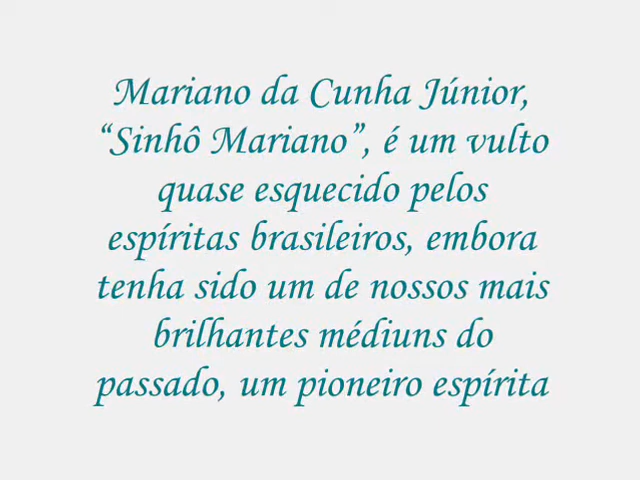 Mariano da Cunha Júnior,
“Sinhô Mariano”, é um vulto
quase esquecido pelos
espíritas brasileiros, embora
tenha sido um de nossos mais
brilhantes médiuns do
passado, um pioneiro espírita